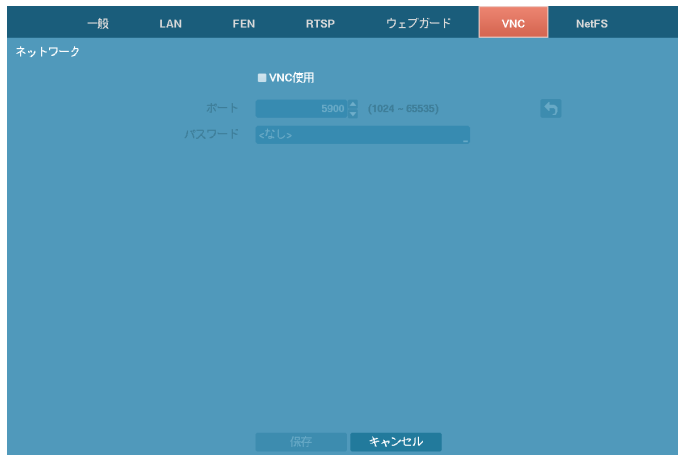 一般 LAN FEN RTSP ウェブガード VNC NetFS
ネットワーク
VNC使用
ポート 5900 (1024 ~ 65535)
パスワード <なし>
保存 キャンセル